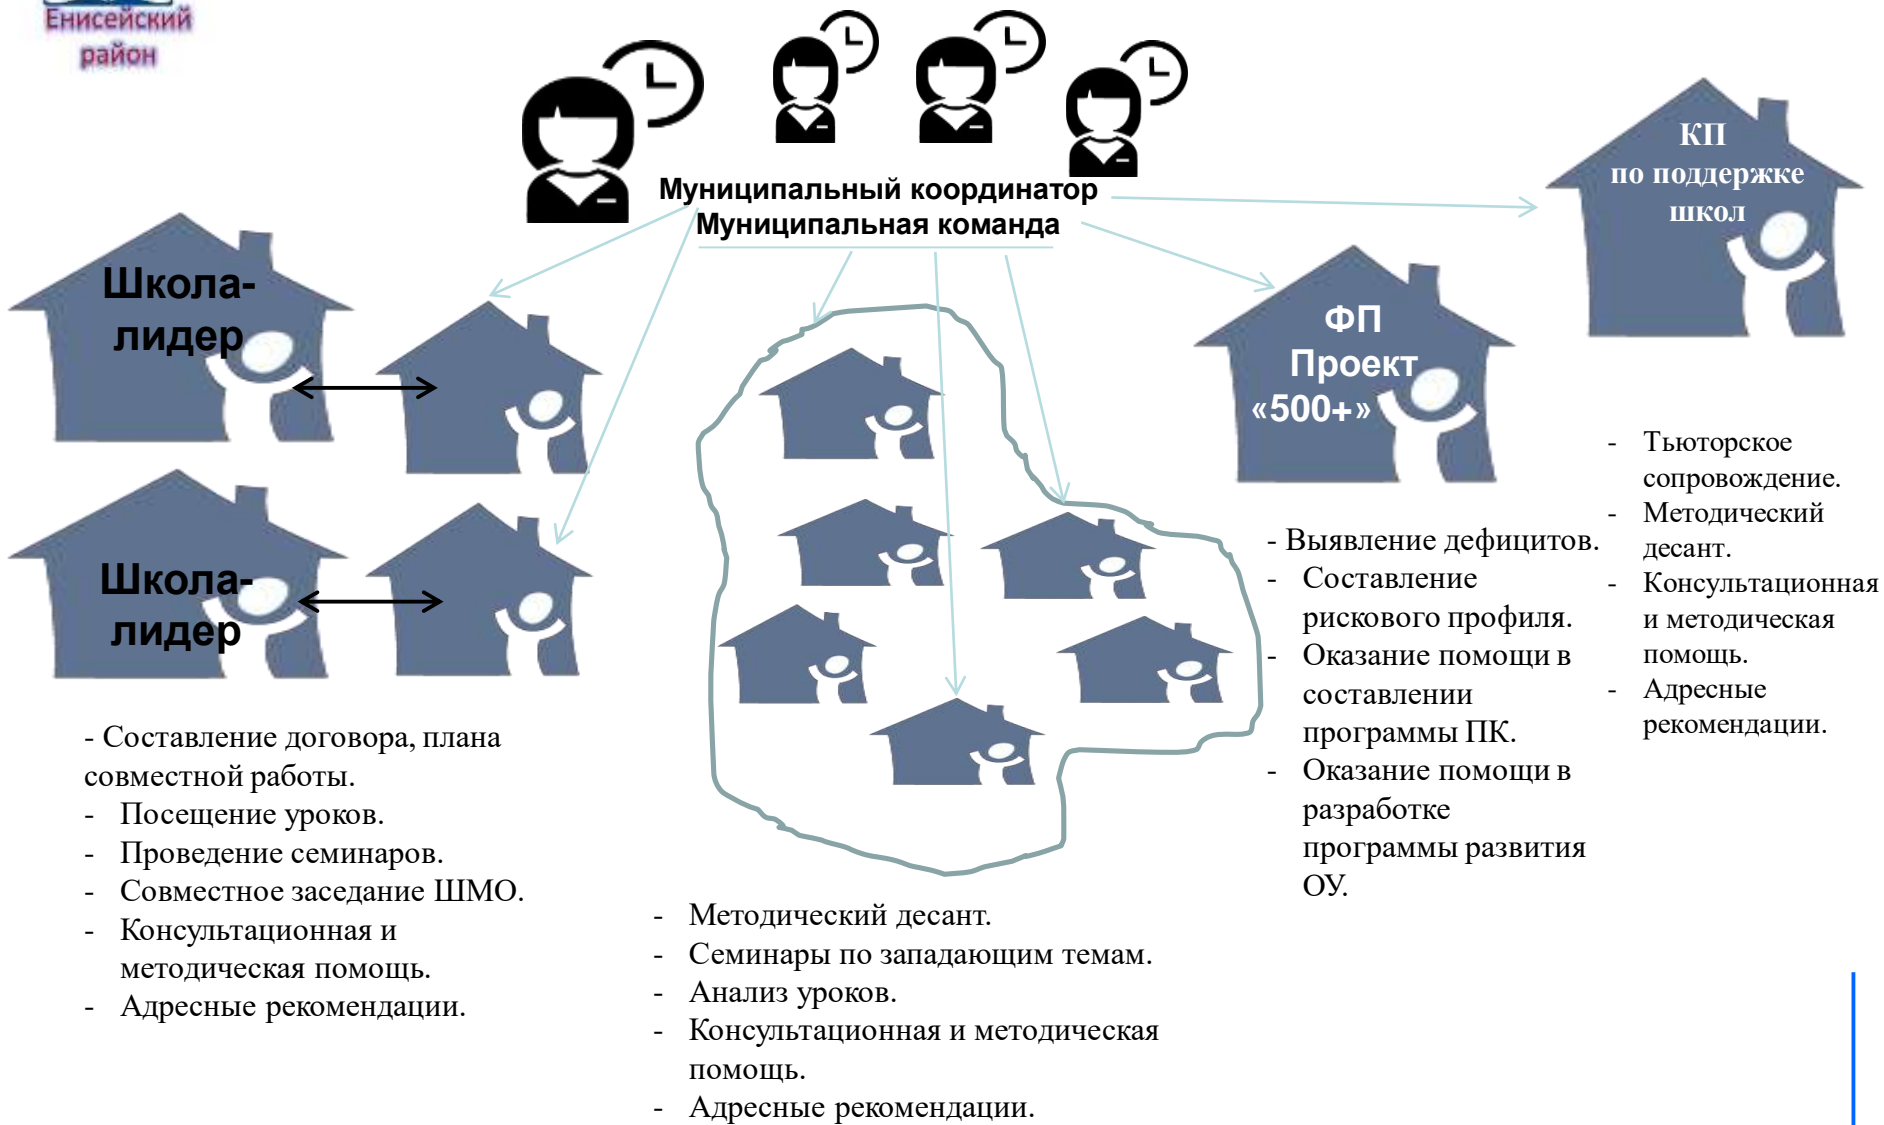 Енисейский
район
Муниципальный координатор
Муниципальная команда
КП
по поддержке
школ
Школа-
лидер
ФП
Проект
«500+»
Школа-
лидер
- Составление договора, плана
совместной работы.
- Посещение уроков.
- Проведение семинаров.
- Совместное заседание ШМО.
- Консультационная и
методическая помощь.
- Адресные рекомендации.
- Методический десант.
- Семинары по западающим темам.
- Анализ уроков.
- Консультационная и методическая
помощь.
- Адресные рекомендации.
- Выявление дефицитов.
- Составление
рискового профиля.
- Оказание помощи в
составлении
программы ПК.
- Оказание помощи в
разработке
программы развития
ОУ.
- Тьюторское
сопровождение.
- Методический
десант.
- Консультационная
и методическая
помощь.
- Адресные
рекомендации.